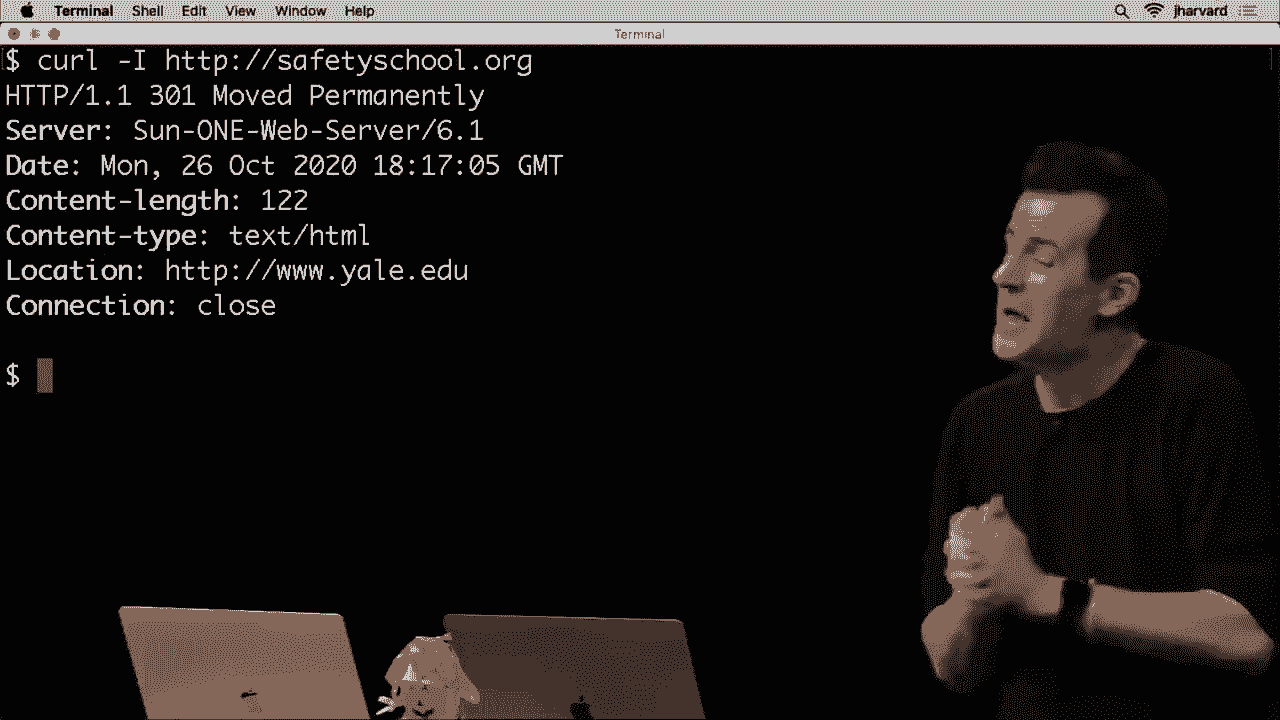 Terminal Shell Edit View Window Help jharvard
Terminal
$ curl -I http://safetyschool.org
HTTP/1.1 301 Moved Permanently
Server: Sun-ONE-Web-Server/6.1
Date: Mon, 26 Oct 2020 18:17:05 GMT
Content-length: 122
Content-type: text/html
Location: http://www.yale.edu
Connection: close
$